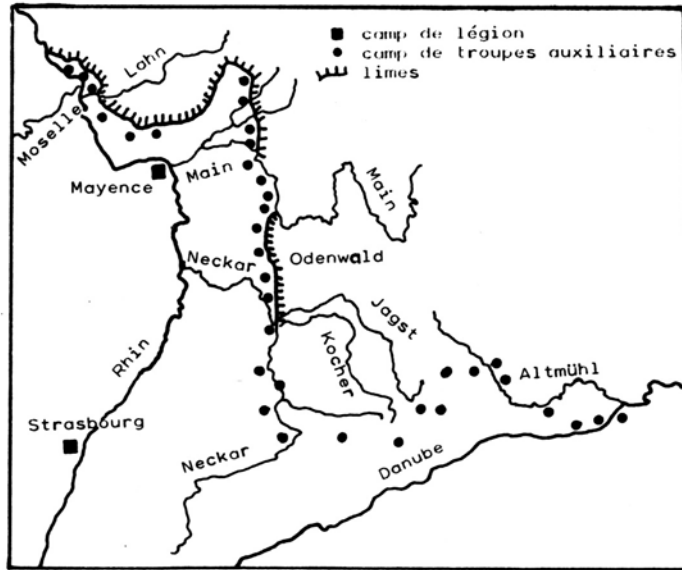 camp de légion
camp de troupes auxiliaires
limes
Lahn
Moselle
Mayence
Main
Main
Neckar
Odenwald
Jagst
Kocher
Rhin
Altmühl
Strasbourg
Neckar
Danube